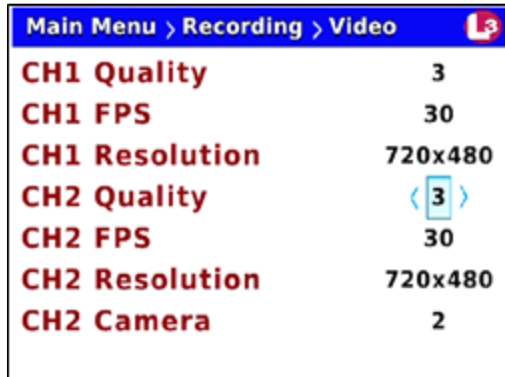 Main Menu > Recording > Video L3
CH1 Quality 3
CH1 FPS 30
CH1 Resolution 720x480
CH2 Quality < 3 >
CH2 FPS 30
CH2 Resolution 720x480
CH2 Camera 2